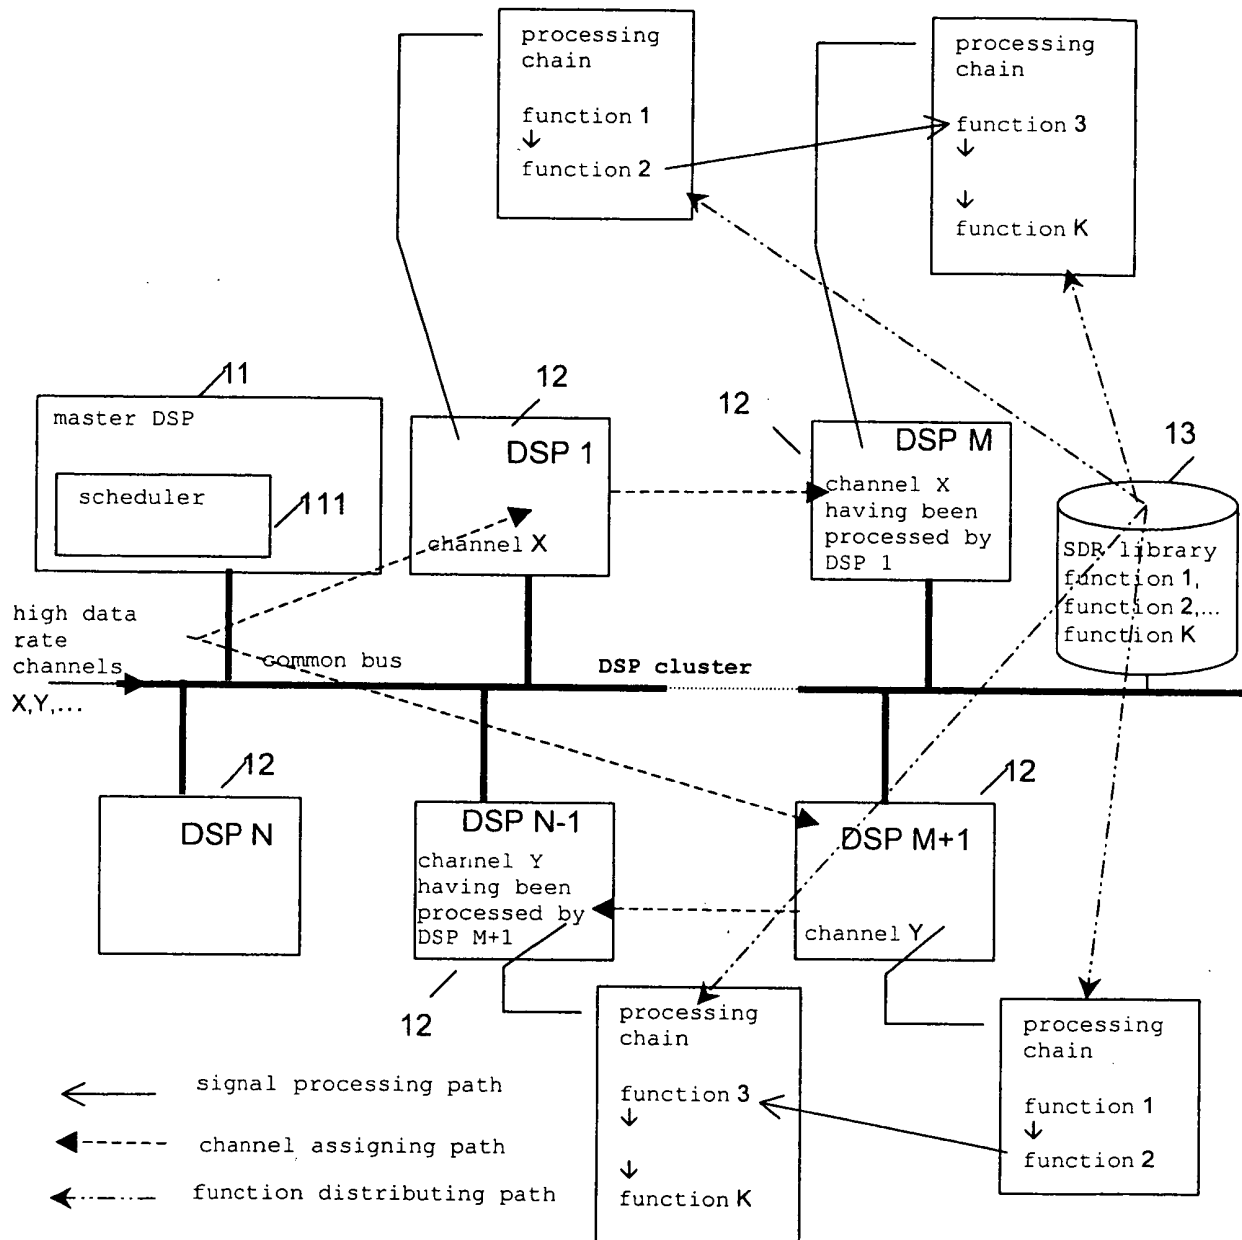 processing
chain
function 1
function 2
processing
chain
function 3
function K
11
master DSP
scheduler
111
12
DSP 1
channel X
12
DSP M
channel X
having been
processed by
DSP 1
13
SDR library
function 1,
function 2,...
function K
high data
rate
channels
X,Y,...
common bus
DSP cluster
12
DSP N
DSP N-1
channel Y
having been
processed by
DSP M+1
12
12
DSP M+1
channel Y
processing
chain
function 3
function K
processing
chain
function 1
function 2
signal processing path
channel assigning path
function distributing path